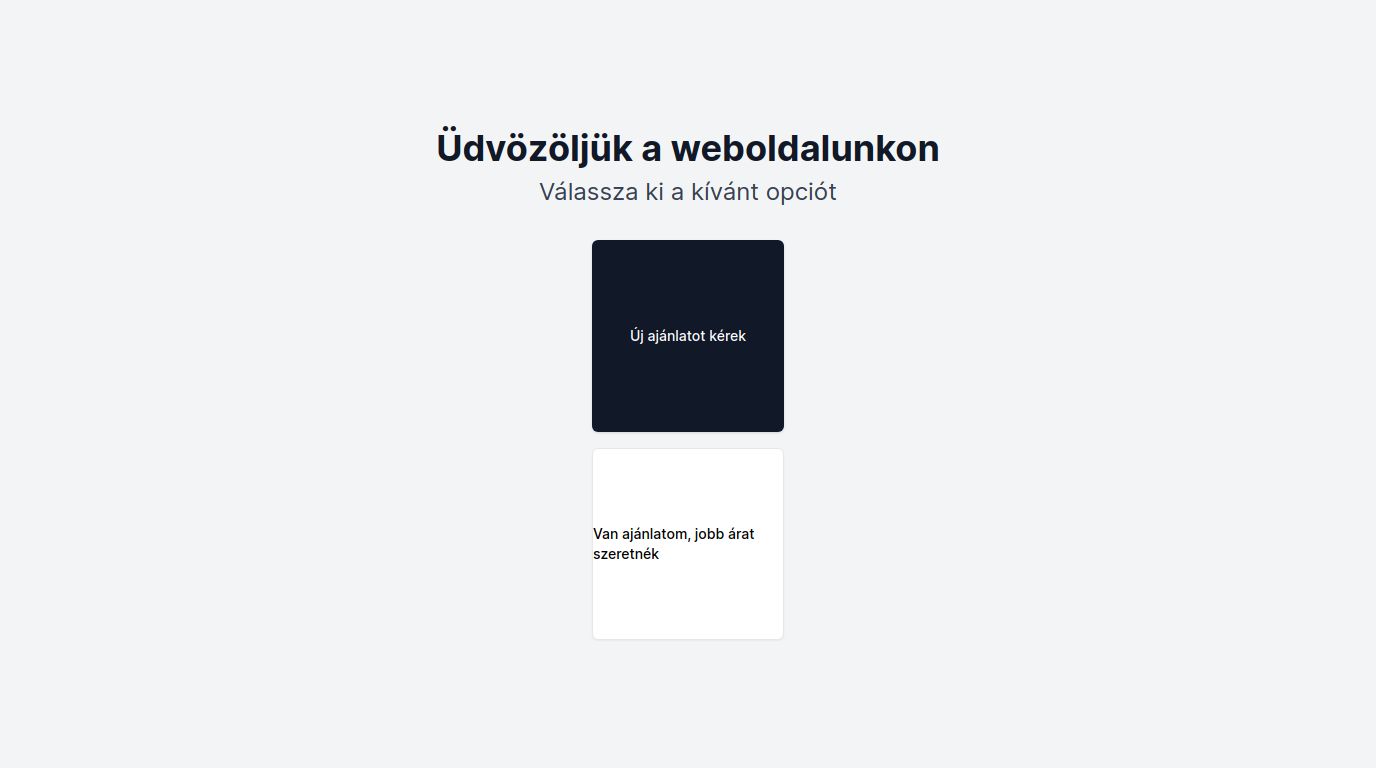 Üdvözöljük a weboldalunkon
Válassza ki a kívánt opciót
Új ajánlatot kérek
Van ajánlatom, jobb árat
szeretnék